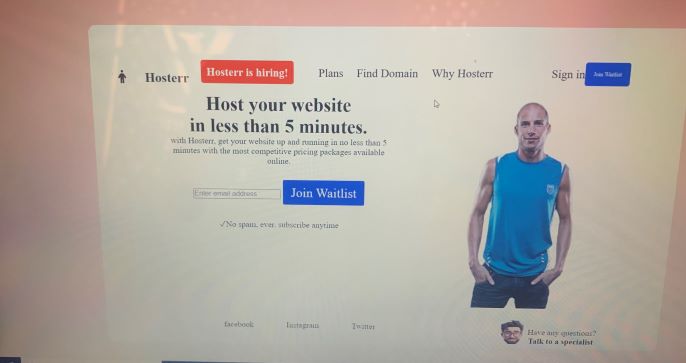 Hosterr
Hosterr is hiring!
Plans
Find Domain
Why Hosterr
Sign in
Join Waitlist
Host your website
in less than 5 minutes.
with Hosterr, get your website up and running in no less than 5
minutes with the most competitive pricing packages available
online.
Enter email address
Join Waitlist
✓No spam, ever. subscribe anytime
facebook
Instagram
Twitter
Have any questions?
Talk to a specialist